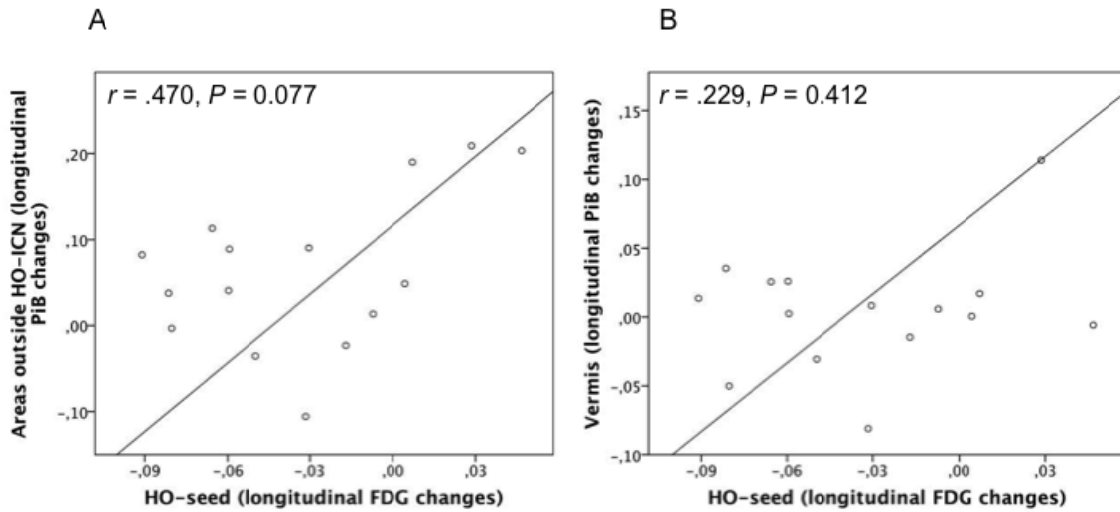 A
r = .470, P = 0.077
Areas outside HO-ICN (longitudinal
PiB changes)
,20
,10
,00
-,10
-,09
-,06
-,03
,00
,03
HO-seed (longitudinal FDG changes)
B
r = .229, P = 0.412
Vermis (longitudinal PiB changes)
,15
,10
,05
,00
-,05
-,10
-,09
-,06
-,03
,00
,03
HO-seed (longitudinal FDG changes)